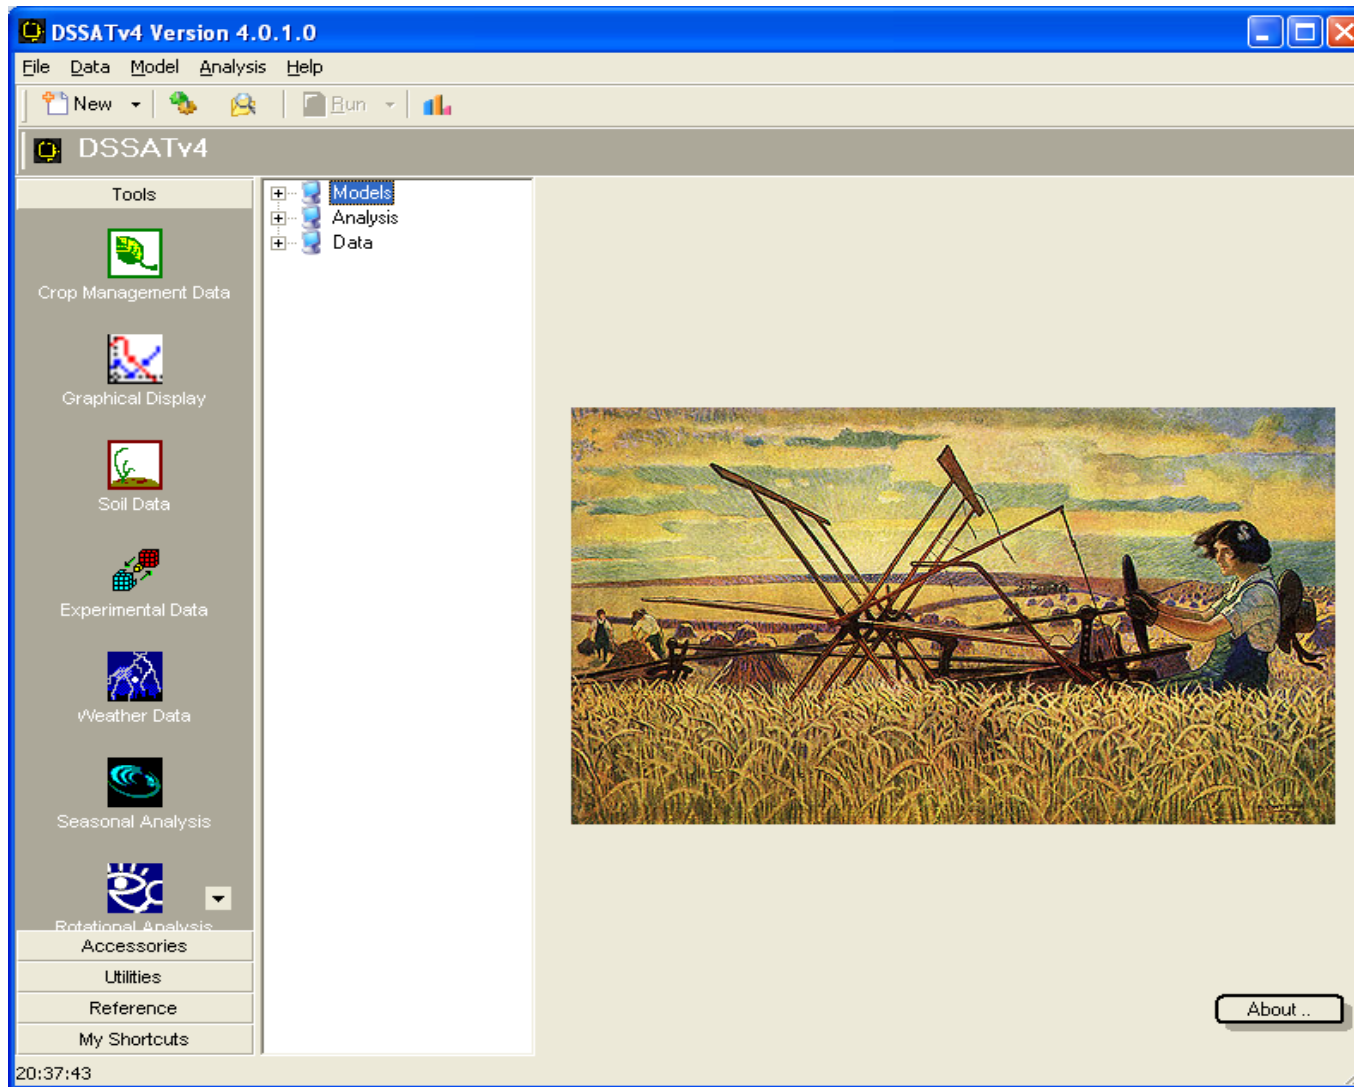 DSSATv4 Version 4.0.1.0
File Data Model Analysis Help
New Run
DSSATv4
Tools
Crop Management Data
Graphical Display
Soil Data
Experimental Data
Weather Data
Seasonal Analysis
Rotational Analysis
Accessories
Utilities
Reference
My Shortcuts
Models
Analysis
Data
About ..
20:37:43